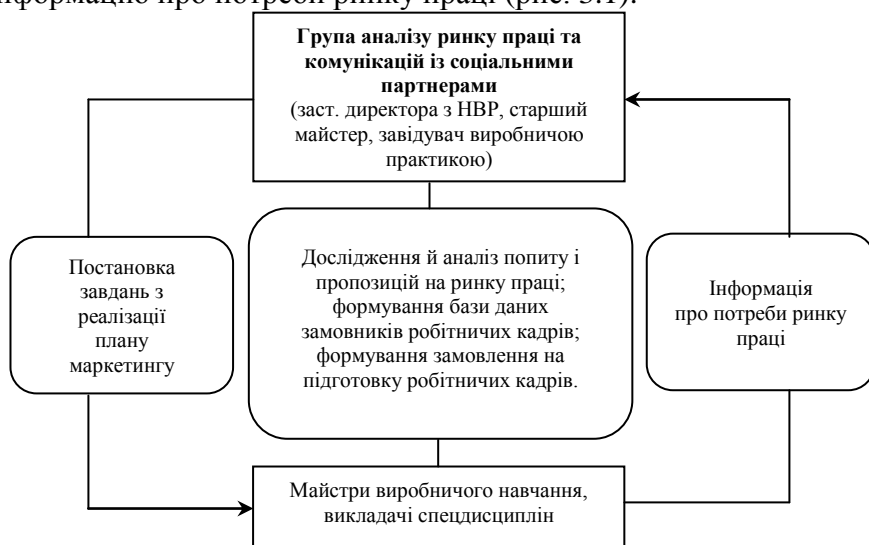 нформацію про потреби ринку праці (рис. 3.1).
Група аналізу ринку праці та
комунікацій із соціальними
партнерами
(заст. директора з НВР, старший
майстер, завідувач виробничою
практикою)
Постановка
завдань з
реалізації
плану
маркетингу
Дослідження й аналіз попиту і
пропозицій на ринку праці;
формування бази даних
замовників робітничих кадрів;
формування замовлення на
підготовку робітничих кадрів.
Інформація
про потреби ринку
праці
Майстри виробничого навчання,
викладачі спецдисциплін